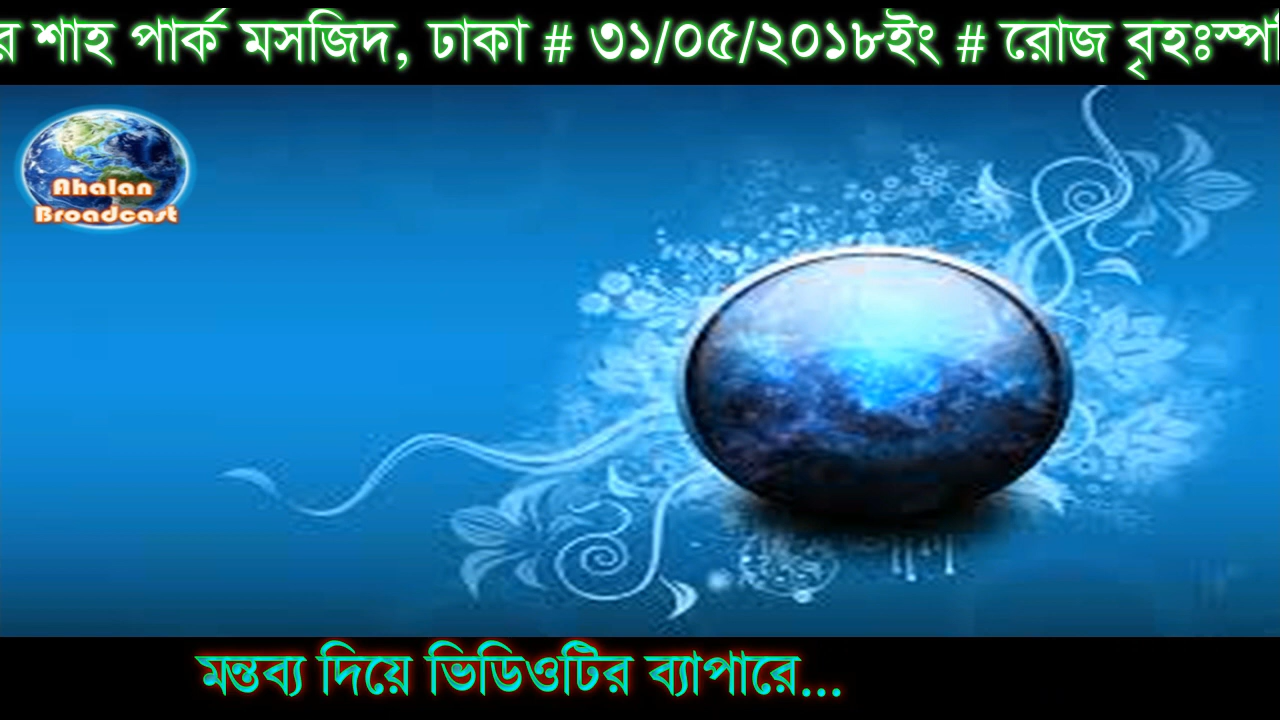 র শাহ পার্ক মসজিদ, ঢাকা # ৩১/০৫/২০১৮ইং # রোজ বৃহঃস্পা
Ahalan
Broadcast
মন্তব্য দিয়ে ভিডিওটির ব্যাপারে...